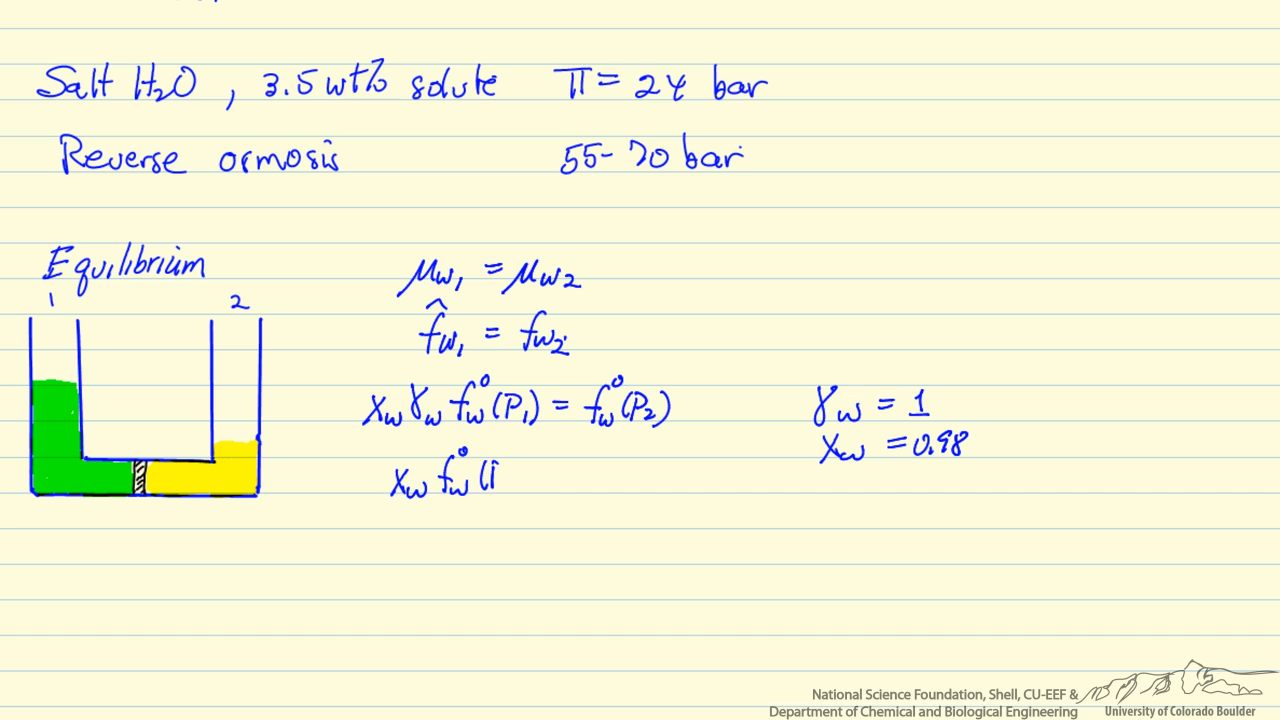 Salt H₂O , 3.5 wt% solute π = 24 bar
Reverse osmosis 55-70 bar
Equilibrium
1 2
μw₁ = μw₂
f̂w₁ = fw₂
xw γw f°w (P₁) = f°w (P₂)
γw = 1
xw = 0.98
xw f°w (
National Science Foundation, Shell, CU-EEF &
Department of Chemical and Biological Engineering
University of Colorado Boulder